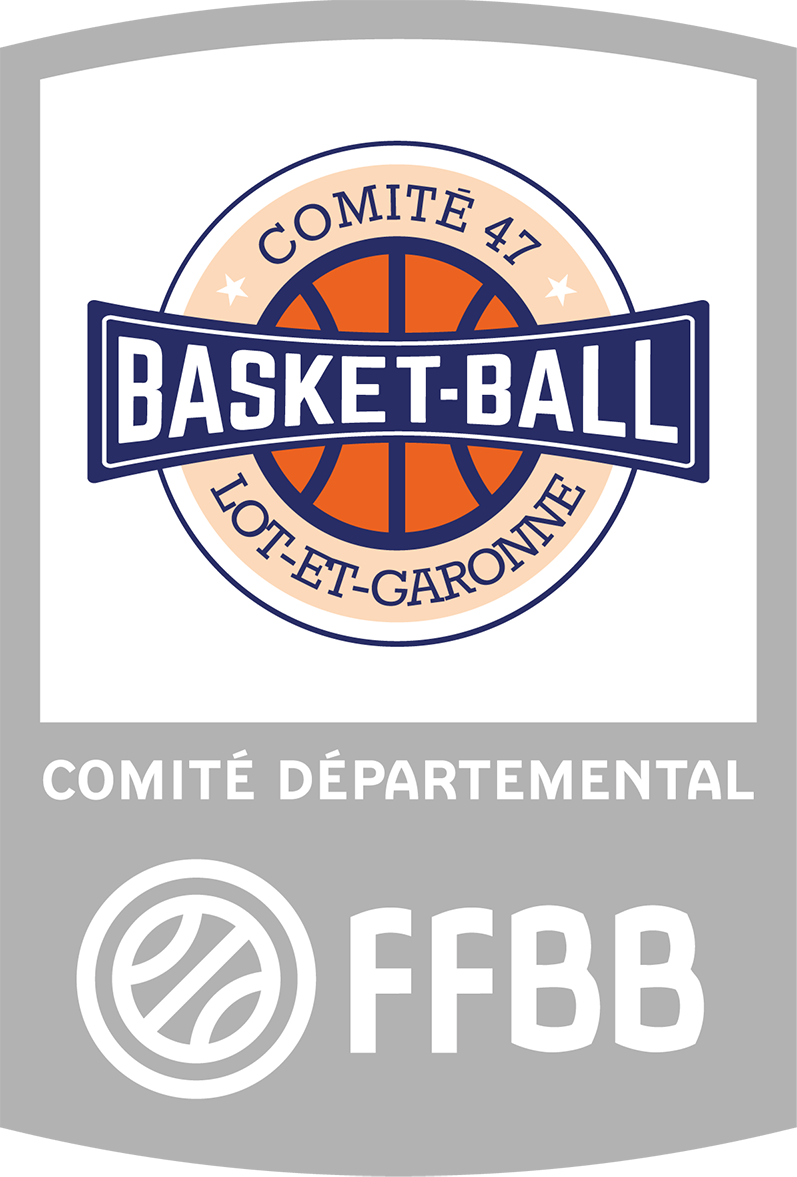 COMITÉ 47
BASKET-BALL
LOT-ET-GARONNE
COMITÉ DÉPARTEMENTAL
FFBB